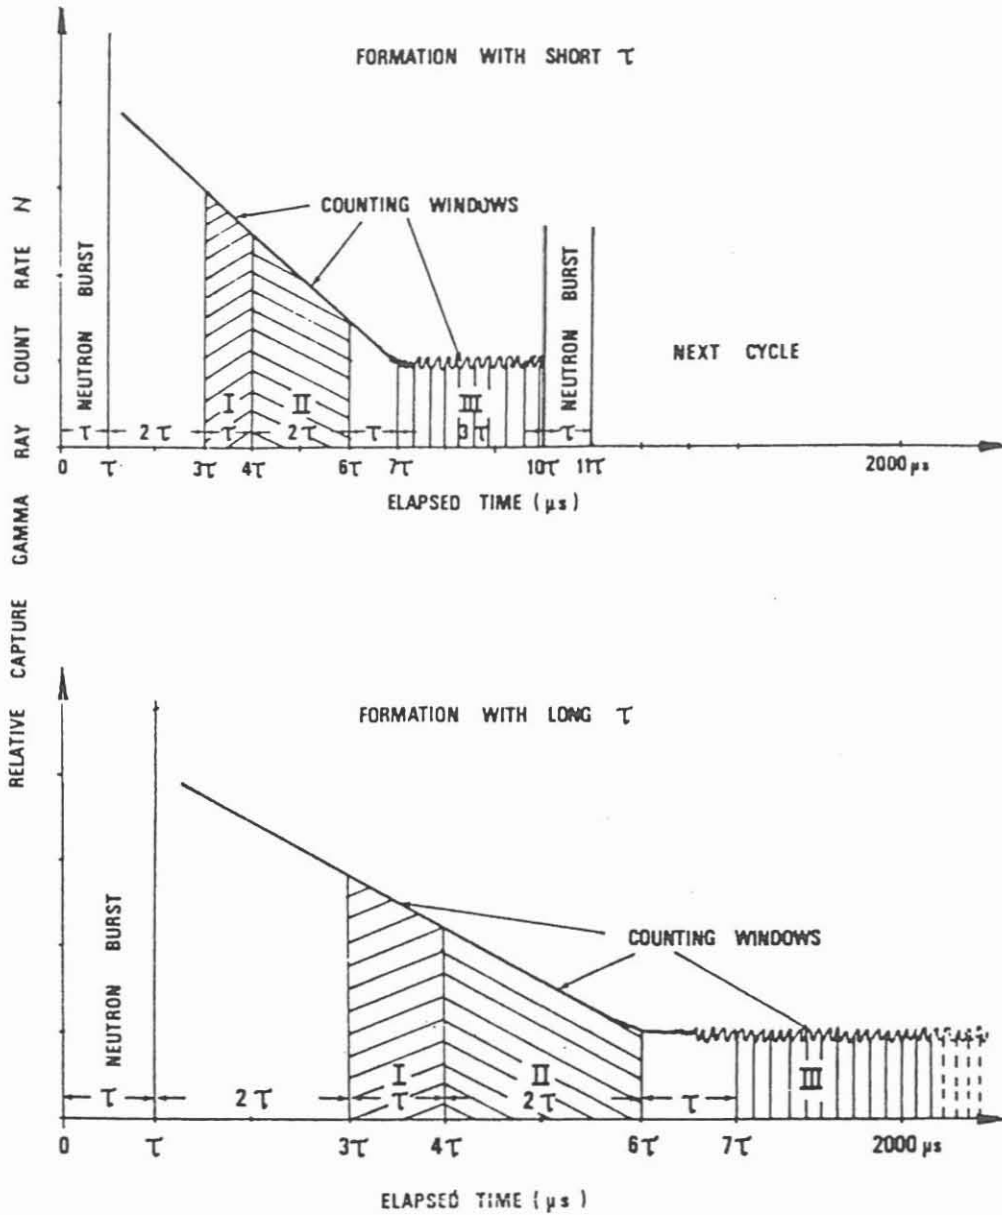 RELATIVE CAPTURE GAMMA RAY COUNT RATE N
FORMATION WITH SHORT τ
COUNTING WINDOWS
NEUTRON BURST
NEUTRON BURST
NEXT CYCLE
I II III
τ 2τ τ 2τ τ 3τ τ
0 τ 3τ 4τ 6τ 7τ 10τ 11τ 2000 μs
ELAPSED TIME (μs)
FORMATION WITH LONG τ
NEUTRON BURST
COUNTING WINDOWS
I II III
τ 2τ τ 2τ τ
0 τ 3τ 4τ 6τ 7τ 2000 μs
ELAPSED TIME (μs)